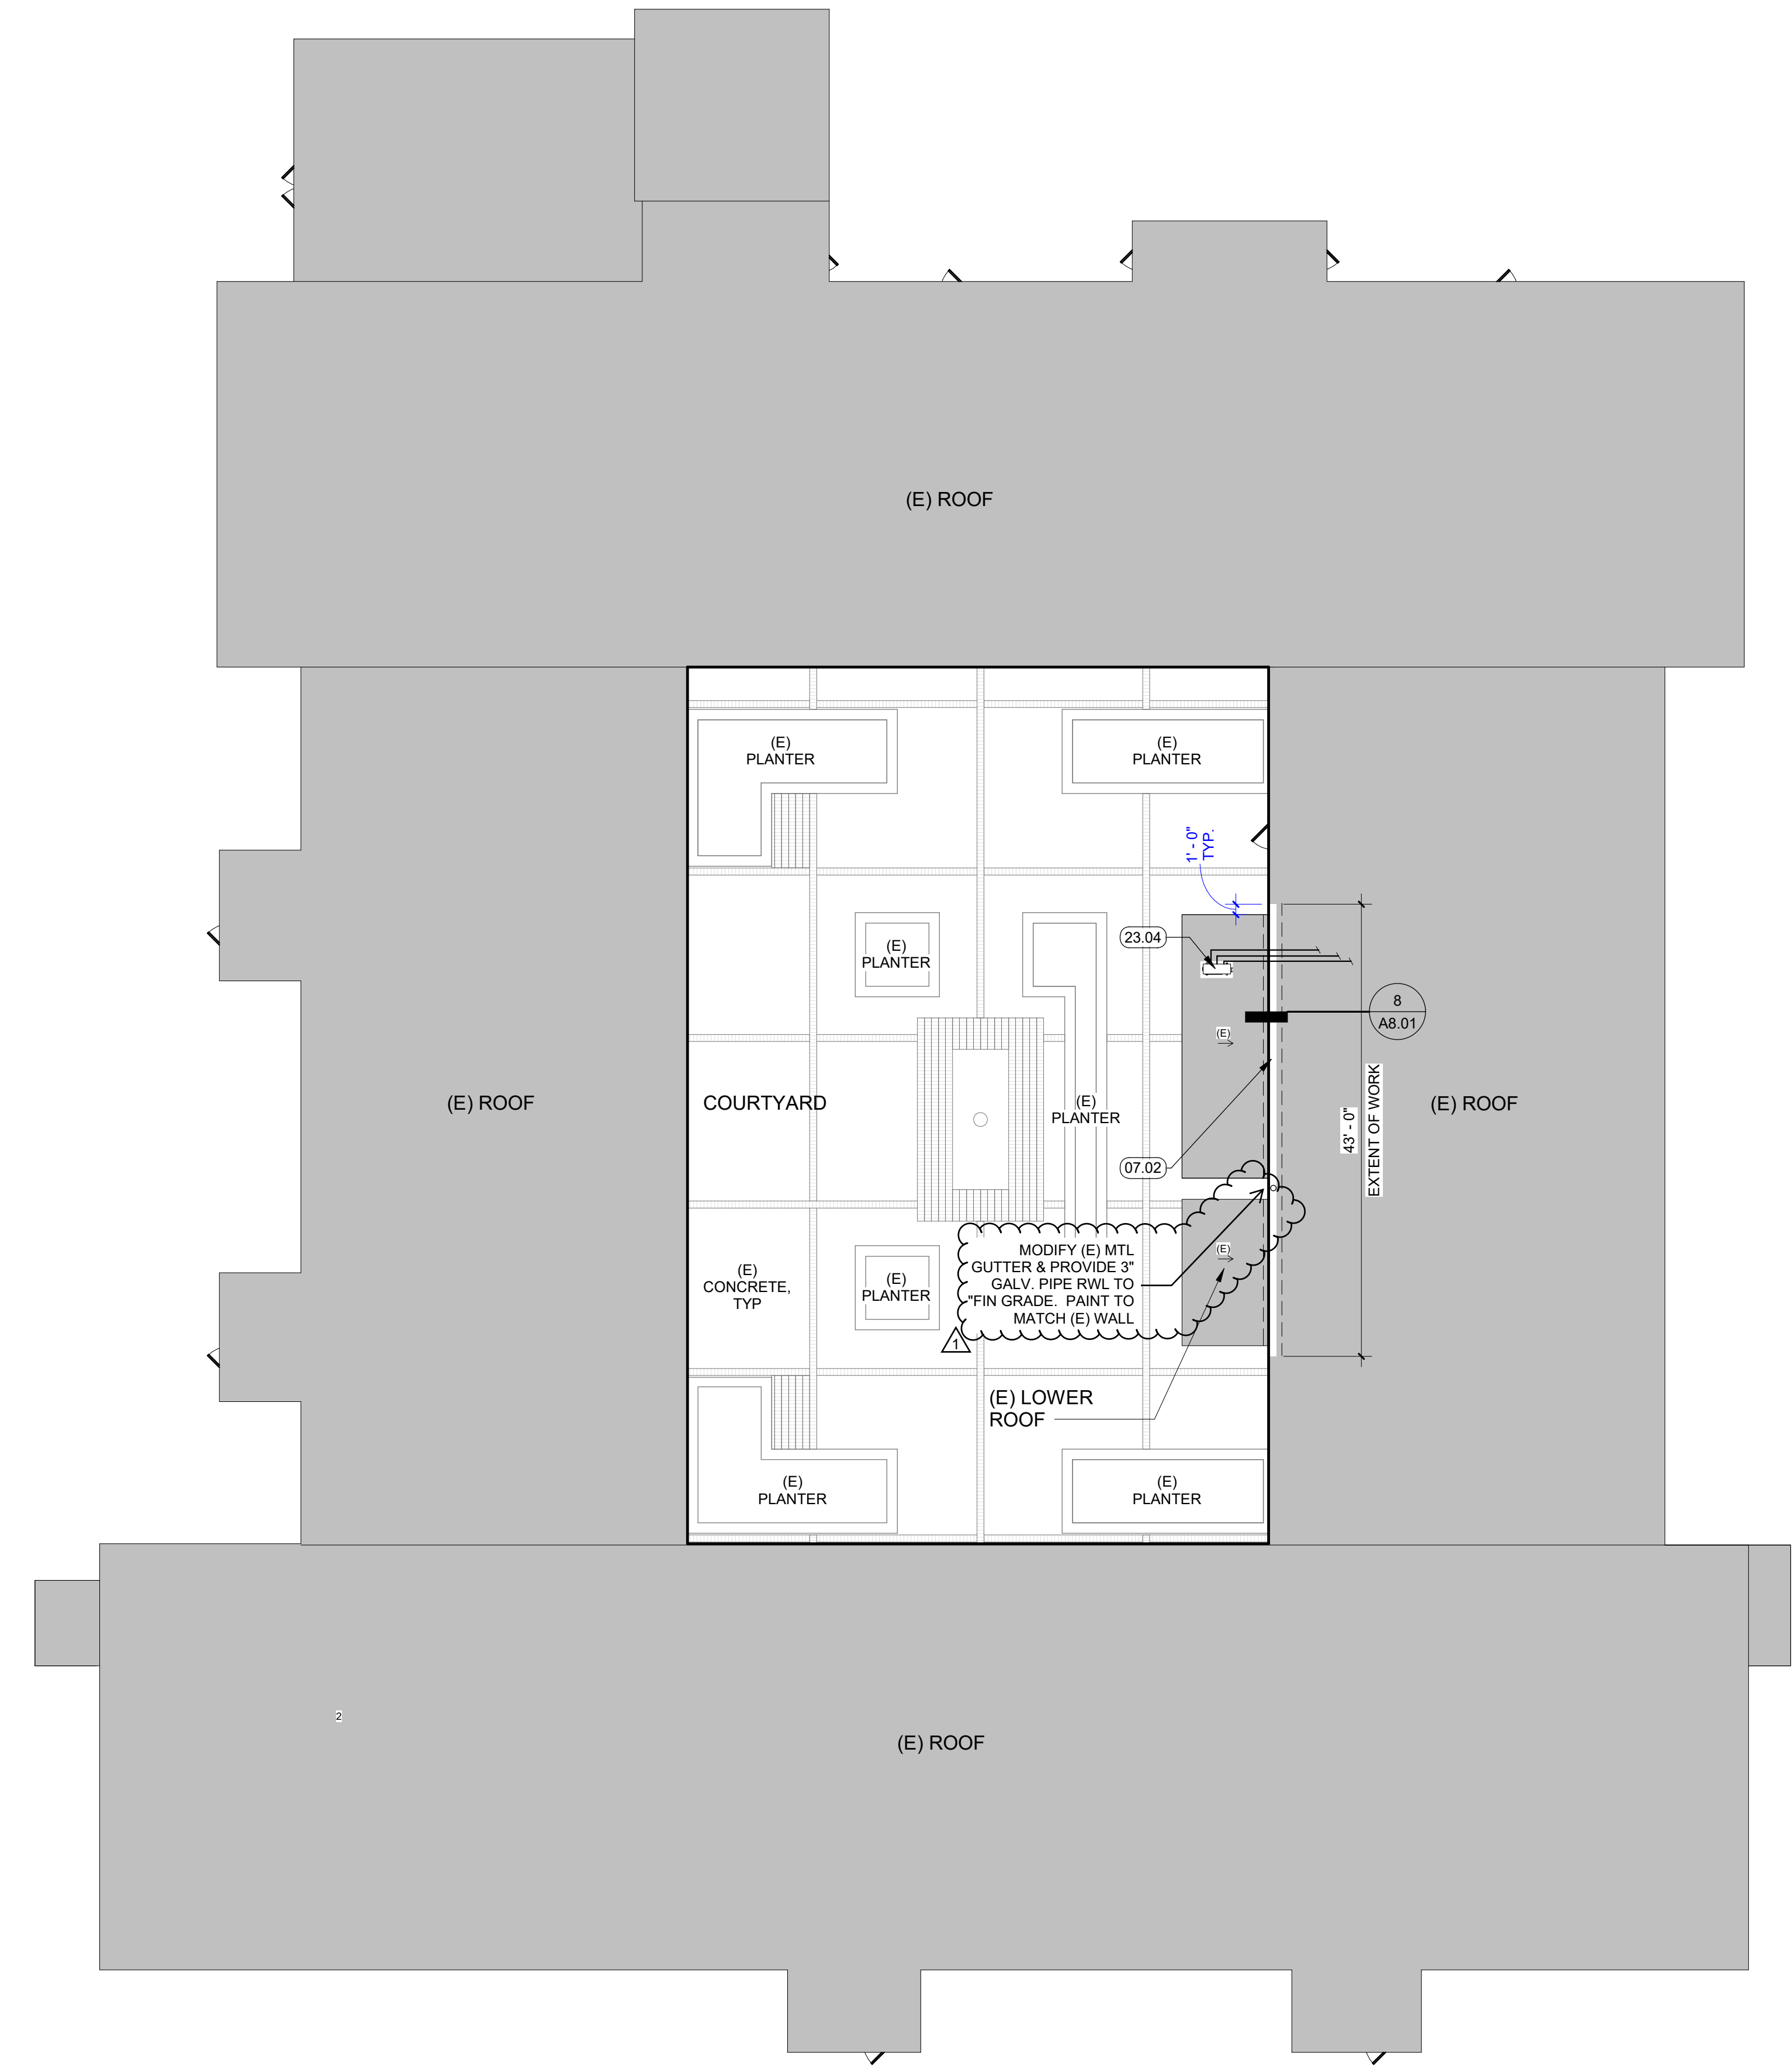 (E) ROOF
(E)
PLANTER
(E)
PLANTER
1' - 0"
TYP.
23.04
(E)
PLANTER
8
A8.01
(E)
(E) ROOF
COURTYARD
(E)
PLANTER
43' - 0"
EXTENT OF WORK
(E) ROOF
07.02
(E)
CONCRETE,
TYP
(E)
PLANTER
MODIFY (E) MTL
GUTTER & PROVIDE 3"
GALV. PIPE RWL TO
"FIN GRADE. PAINT TO
MATCH (E) WALL
1
(E)
(E) LOWER
ROOF
(E)
PLANTER
(E)
PLANTER
2
(E) ROOF